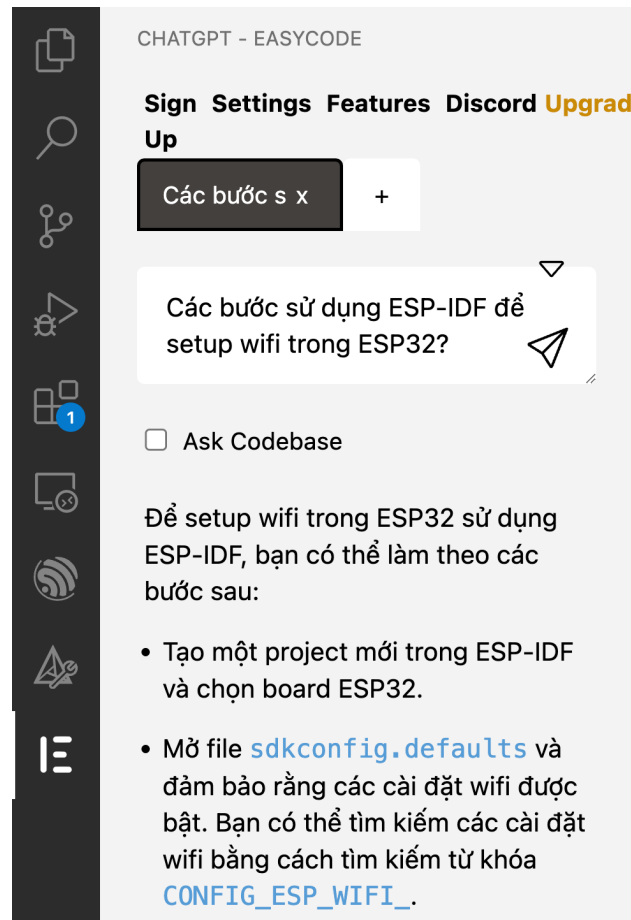 CHATGPT - EASYCODE
Sign Settings Features Discord Upgrad
Up
Các bước s x +
Các bước sử dụng ESP-IDF để
setup wifi trong ESP32?
Ask Codebase
Để setup wifi trong ESP32 sử dụng
ESP-IDF, bạn có thể làm theo các
bước sau:
• Tạo một project mới trong ESP-IDF
và chọn board ESP32.
• Mở file sdkconfig.defaults và
đảm bảo rằng các cài đặt wifi được
bật. Bạn có thể tìm kiếm các cài đặt
wifi bằng cách tìm kiếm từ khóa
CONFIG_ESP_WIFI_.
1